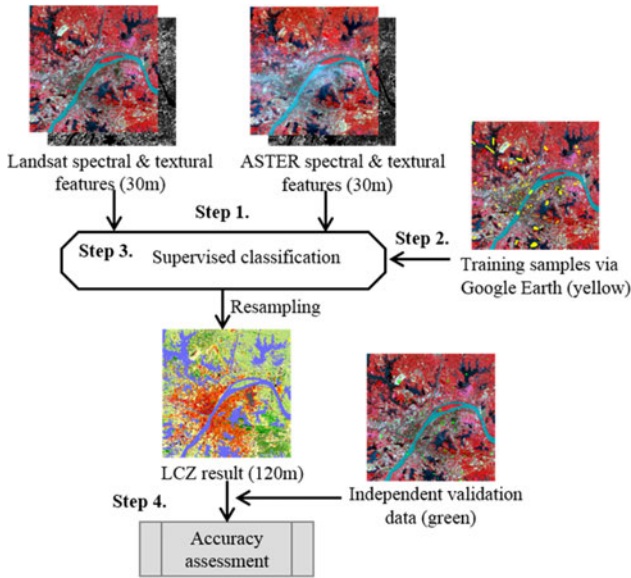 Landsat spectral & textural
features (30m)
ASTER spectral & textural
features (30m)
Step 1.
Step 2.
Training samples via
Google Earth (yellow)
Step 3.
Supervised classification
Resampling
LCZ result (120m)
Independent validation
data (green)
Step 4.
Accuracy
assessment